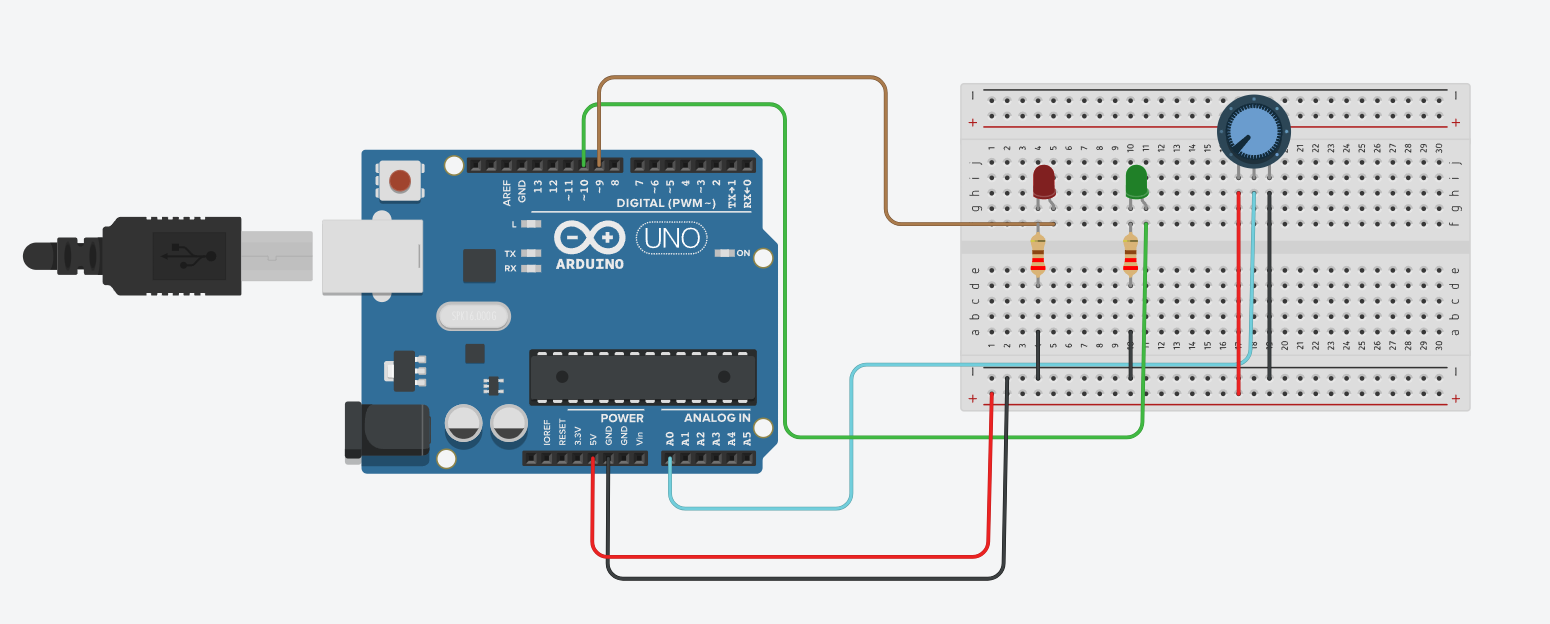 AREF
GND
13
12
~11
~10
~9
8
7
~6
~5
4
~3
2
TX→1
RX←0
DIGITAL (PWM~)
L
TX
RX
UNO
ON
ARDUINO
POWER
ANALOG IN
IOREF
RESET
3.3V
5V
GND
GND
Vin
A0
A1
A2
A3
A4
A5
− −
+ +
1 2 3 4 5 6 7 8 9 10 11 12 13 14 15 16 20 21 22 23 24 25 26 27 28 29 30
j j
i i
h h
g g
f f
e e
d d
c c
b b
a a
1 2 3 4 5 6 7 8 9 10 11 12 13 14 15 16 17 18 19 20 21 22 23 24 25 26 27 28 29 30
− −
+ +